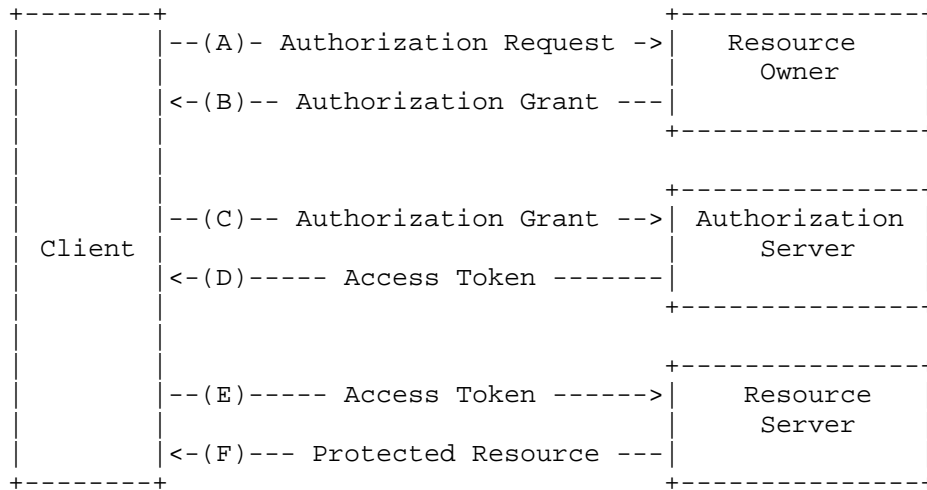 +--------+ +----------------
| |--(A)- Authorization Request ->| Resource |
| | | Owner |
| |<-(B)-- Authorization Grant ---| |
| | +----------------
| |
| | +----------------
| |--(C)-- Authorization Grant -->| Authorization |
| Client | | Server |
| |<-(D)----- Access Token -------| |
| | +----------------
| |
| | +----------------
| |--(E)----- Access Token ------>| Resource |
| | | Server |
| |<-(F)--- Protected Resource ---| |
+--------+ +----------------